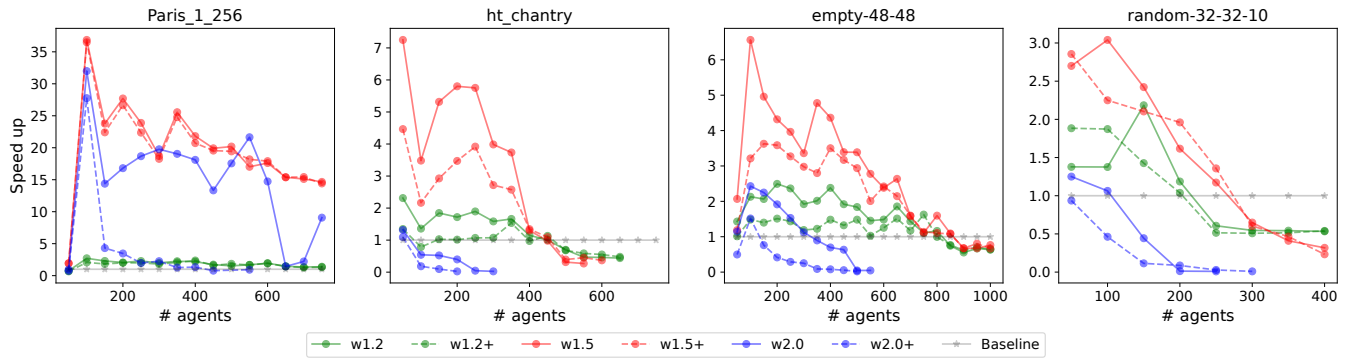 Paris_1_256
ht_chantry
empty-48-48
random-32-32-10
Speed up
35
30
25
20
15
10
5
0
200
400
600
# agents
7
6
5
4
3
2
1
0
200
400
600
# agents
6
5
4
3
2
1
0
200
400
600
800
1000
# agents
3.0
2.5
2.0
1.5
1.0
0.5
0.0
100
200
300
400
# agents
w1.2
w1.2+
w1.5
w1.5+
w2.0
w2.0+
Baseline